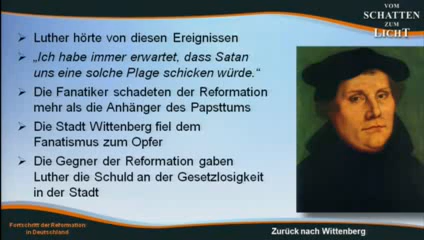 VOM
SCHATTEN
ZUM
LICHT
➢ Luther hörte von diesen Ereignissen
➢ „Ich habe immer erwartet, dass Satan
uns eine solche Plage schicken würde.“
➢ Die Fanatiker schadeten der Reformation
mehr als die Anhänger des Papsttums
➢ Die Stadt Wittenberg fiel dem
Fanatismus zum Opfer
➢ Die Gegner der Reformation gaben
Luther die Schuld an der Gesetzlosigkeit
in der Stadt
Fortschritt der Reformation
in Deutschland
Zurück nach Wittenberg